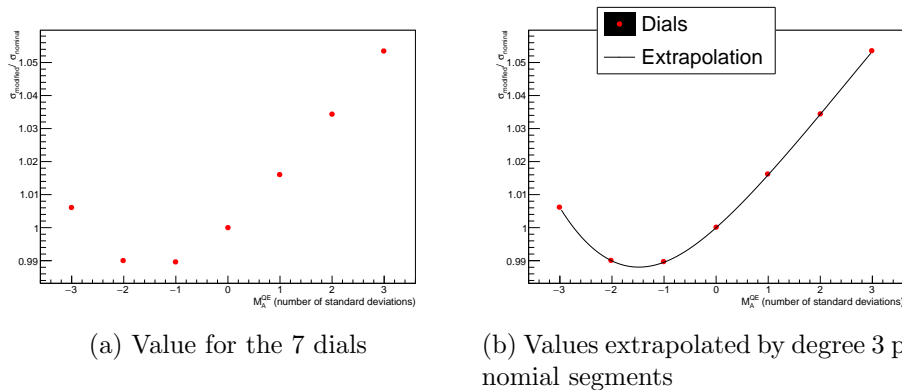 σmodified/ σnominal
1.05
1.04
1.03
1.02
1.01
1
0.99
−3 −2 −1 0 1 2 3
M_A^QE (number of standard deviations)
(a) Value for the 7 dials
Dials
Extrapolation
σmodified/ σnominal
1.05
1.04
1.03
1.02
1.01
1
0.99
−3 −2 −1 0 1 2 3
M_A^QE (number of standard deviations)
(b) Values extrapolated by degree 3 p
nomial segments